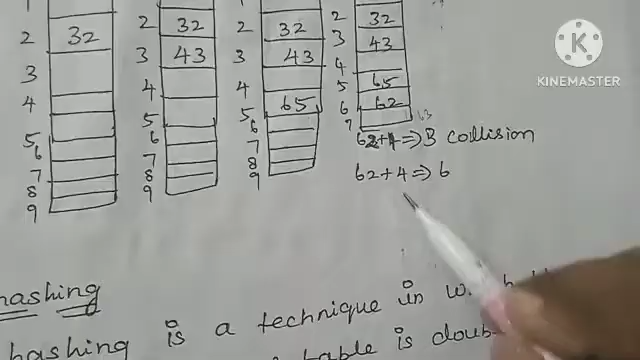 2 32 2 32 2 32 2 32
3 3 43 3 43 3 43
4 4 4 65 4
5 5 5 5 65
6 6 6 6 62
7 7 7 7
8 8 8
9 9 9
KINEMASTER
62+1⇒3 collision
62+4⇒6
hashing
hashing is a technique in
table is